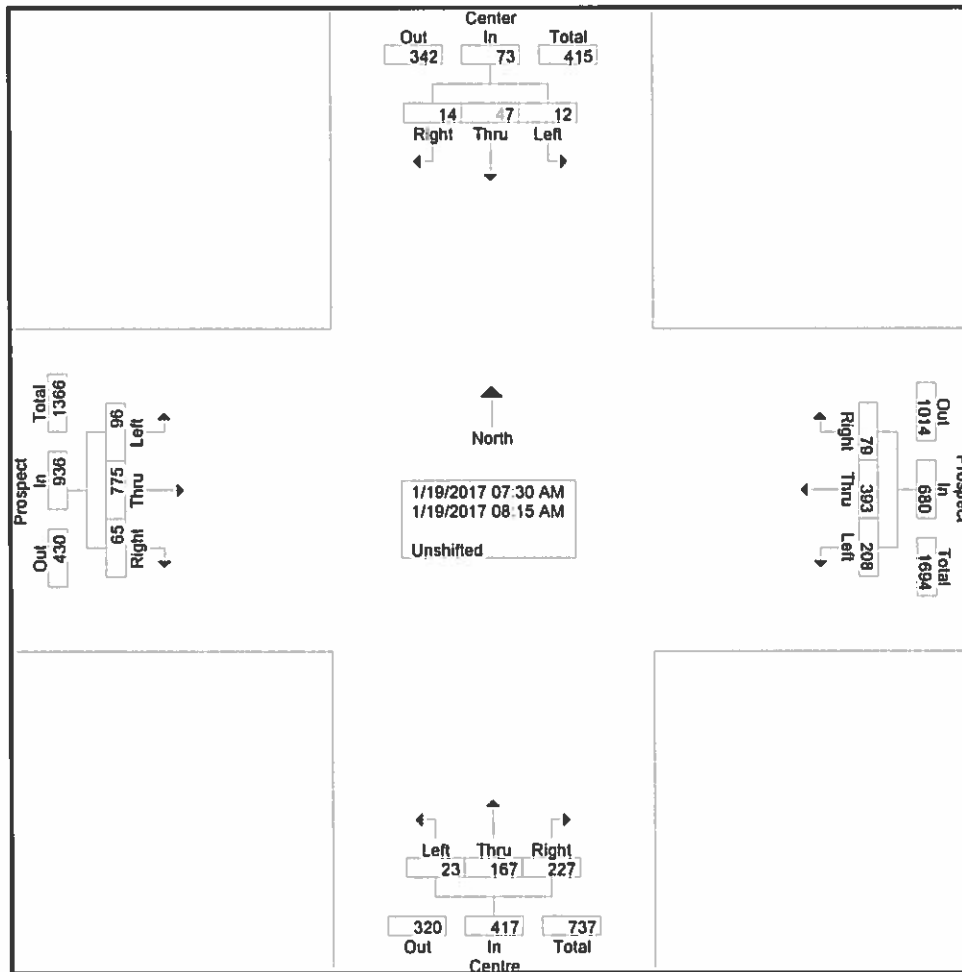 Center
Out In Total
342 73 415
14 47 12
Right Thru Left
Prospect
Total In Out
1366 936 430
96 775 65
Left Thru Right
North
1/19/2017 07:30 AM
1/19/2017 08:15 AM
Unshifted
Right Thru Left
79 393 208
Out In Total
1014 680 1694
Prospect
Left Thru Right
23 167 227
320 417 737
Out In Total
Centre